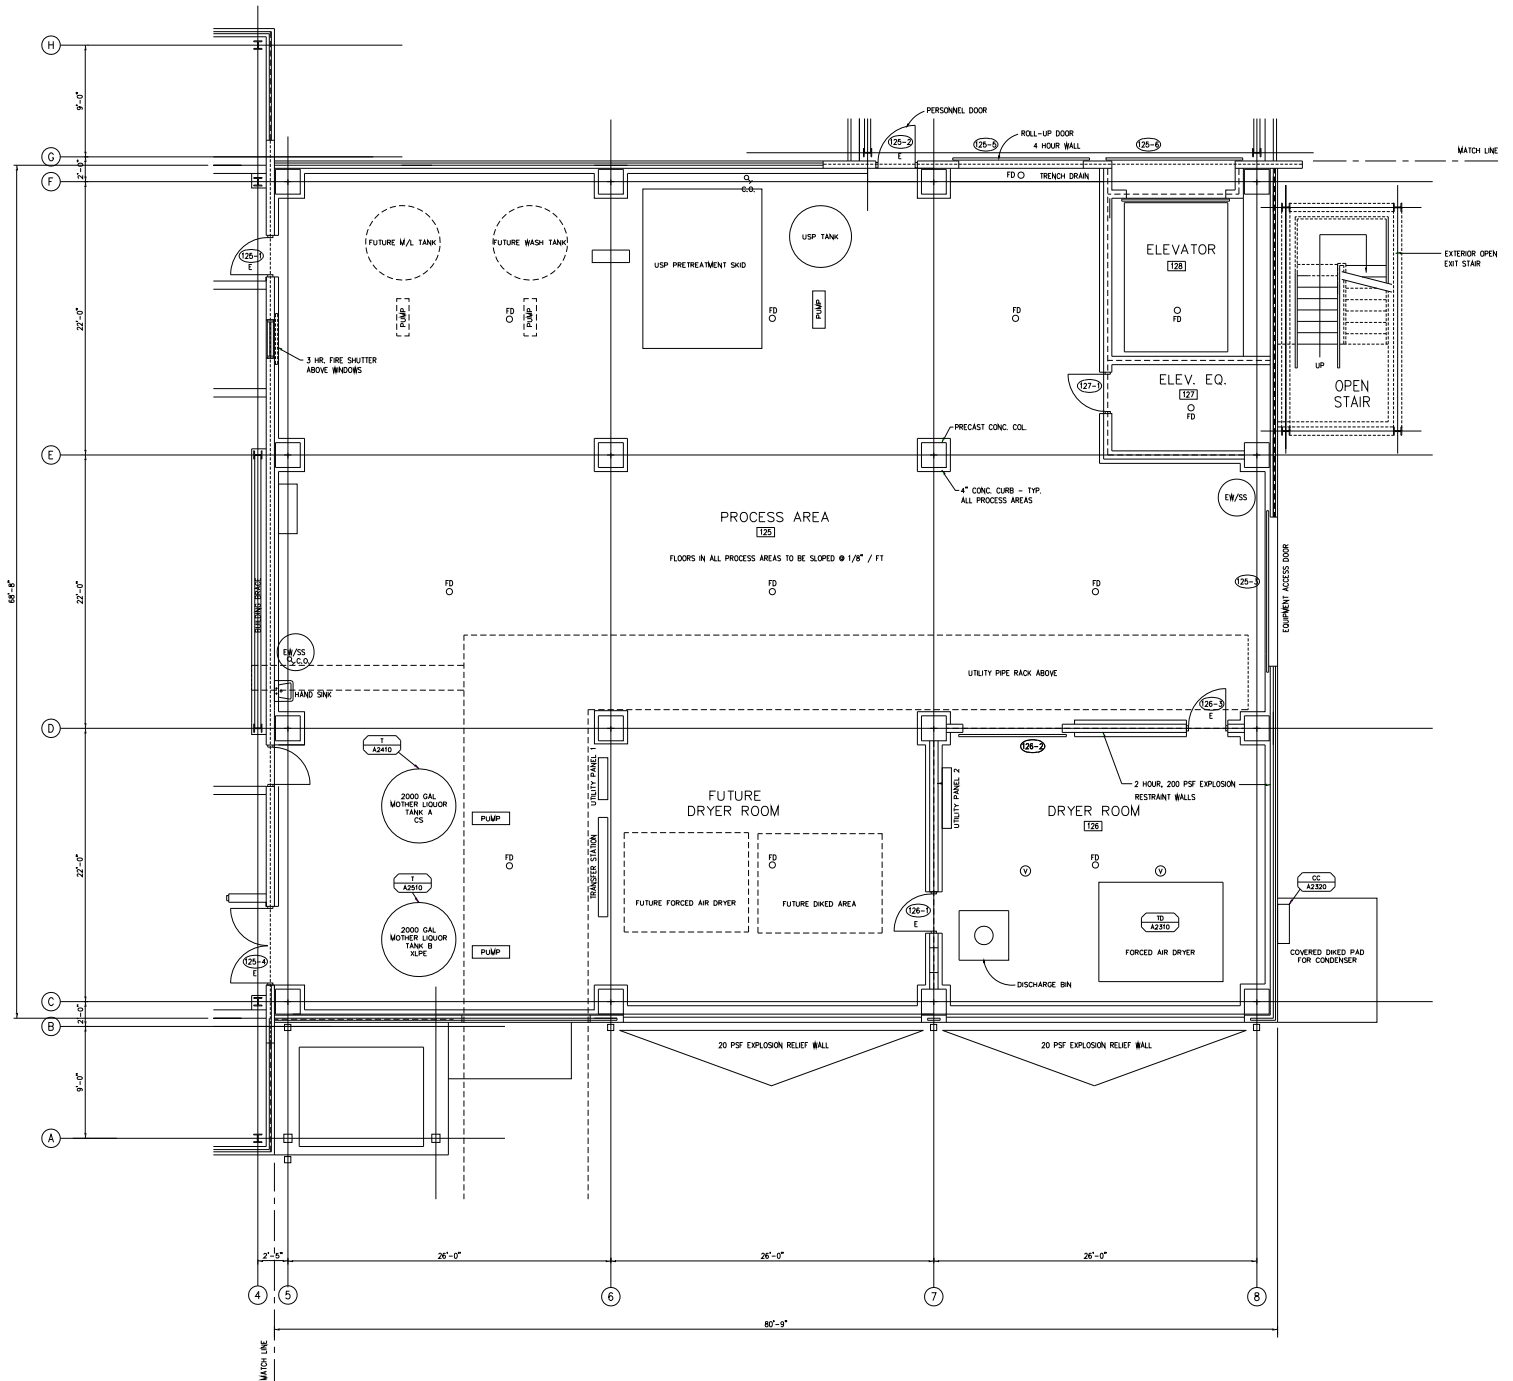 H
9'-0"
G
2'-0"
F
PERSONNEL DOOR
125-2
E
125-5
ROLL-UP DOOR
4 HOUR WALL
125-6
MATCH LINE
FD
TRENCH DRAIN
C.O.
FUTURE M/L TANK
FUTURE WASH TANK
USP PRETREATMENT SKID
USP TANK
ELEVATOR
128
EXTERIOR OPEN
EXIT STAIR
125-1
E
PUMP
FD
PUMP
FD
PUMP
FD
FD
22'-0"
3 HR. FIRE SHUTTER
ABOVE WINDOWS
UP
OPEN
STAIR
127-1
ELEV. EQ.
127
FD
PRECAST CONC. COL.
E
4" CONC. CURB - TYP.
ALL PROCESS AREAS
EW/SS
PROCESS AREA
125
FLOORS IN ALL PROCESS AREAS TO BE SLOPED @ 1/8" / FT
68'-8"
22'-0"
BUILDING BRACE
FD
FD
FD
125-3
EQUIPMENT ACCESS DOOR
EW/SS
C.O.
HAND SINK
UTILITY PIPE RACK ABOVE
126-3
E
D
T
A2410
126-2
2000 GAL
MOTHER LIQUOR
TANK A
CS
PUMP
UTILITY PANEL 1
FUTURE
DRYER ROOM
UTILITY PANEL 2
2 HOUR, 200 PSF EXPLOSION
RESTRAINT WALLS
DRYER ROOM
126
22'-0"
FD
TRANSFER STATION
FD
FD
V
V
T
A2510
CC
A2320
FUTURE FORCED AIR DRYER
FUTURE DIKED AREA
126-1
E
TD
A2310
2000 GAL
MOTHER LIQUOR
TANK B
XLPE
PUMP
FORCED AIR DRYER
COVERED DIKED PAD
FOR CONDENSER
125-4
E
DISCHARGE BIN
C
2'-0"
B
20 PSF EXPLOSION RELIEF WALL
20 PSF EXPLOSION RELIEF WALL
9'-0"
A
2'-5"
26'-0"
26'-0"
26'-0"
4
5
6
7
8
80'-9"
MATCH LINE